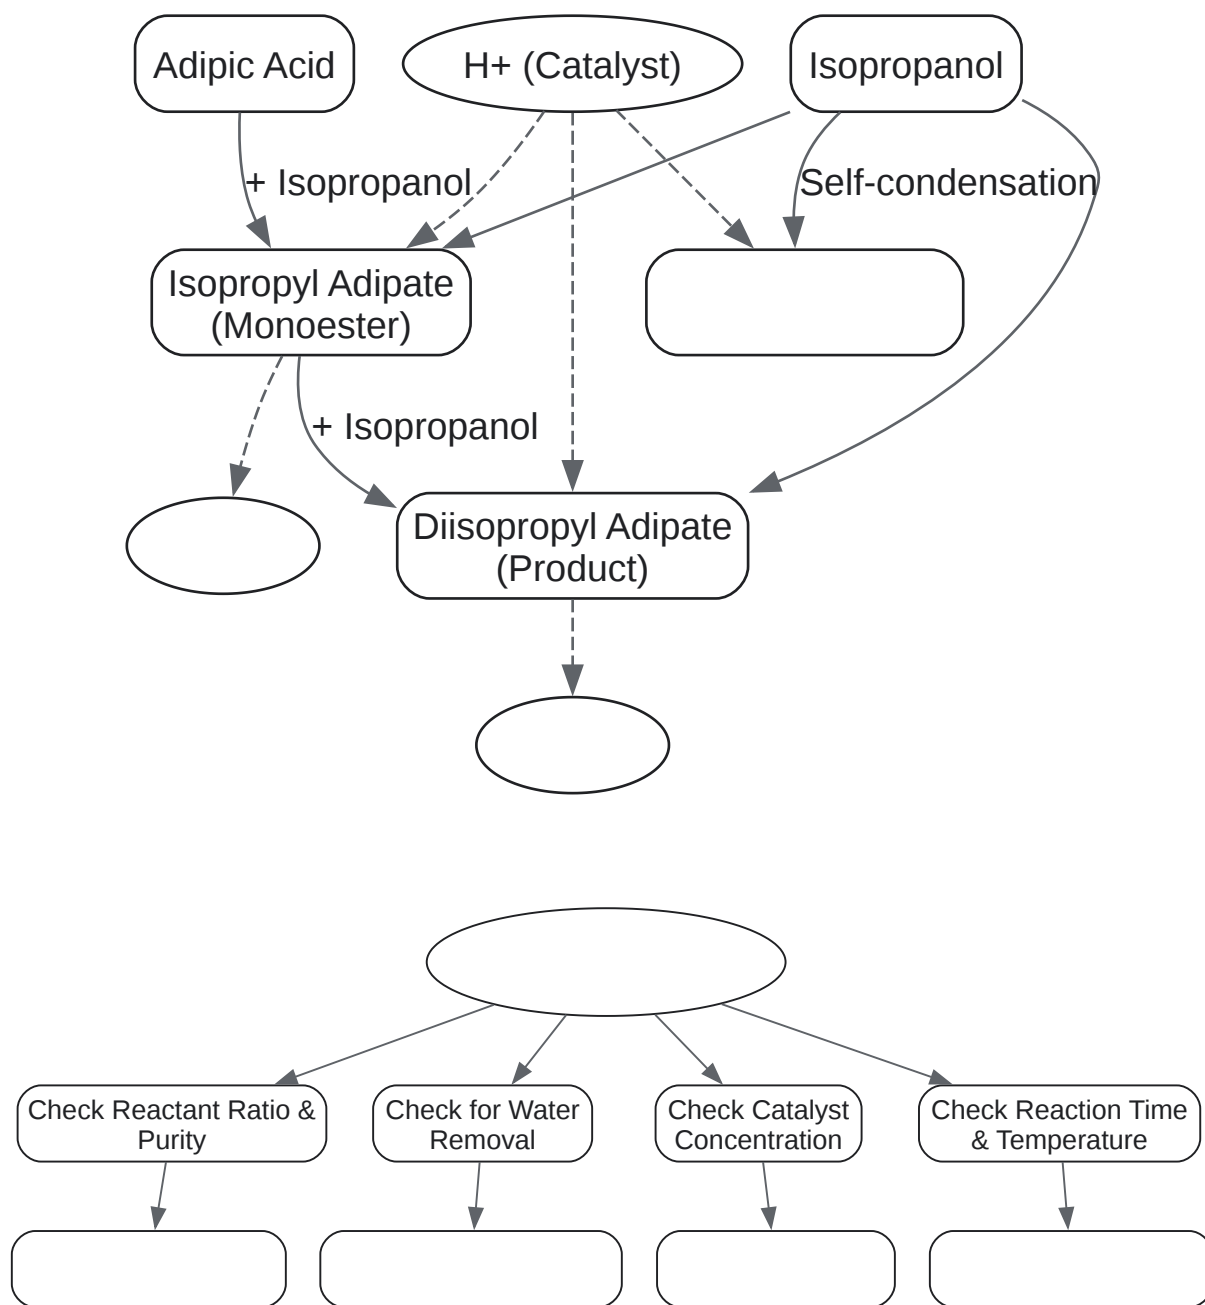 Adipic Acid
H+ (Catalyst)
Isopropanol
+ Isopropanol
Self-condensation
Isopropyl Adipate
(Monoester)
+ Isopropanol
Diisopropyl Adipate
(Product)
Check Reactant Ratio &
Purity
Check for Water
Removal
Check Catalyst
Concentration
Check Reaction Time
& Temperature